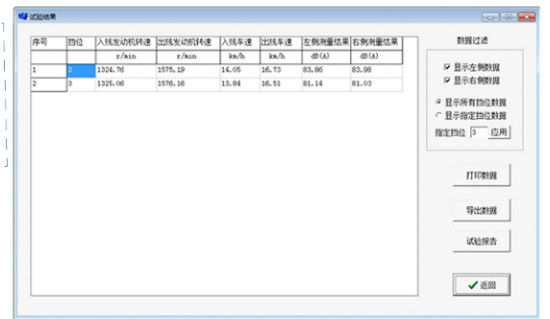 试验结果
序号 挡位 入线发动机转速 出线发动机转速 入线车速 出线车速 左侧测量结果 右侧测量结果
r/min r/min km/h km/h dB(A) dB(A)
1 3 1324.76 1575.19 14.05 16.73 83.86 83.98
2 3 1325.06 1576.16 13.84 16.51 81.14 81.03
数据过滤
显示左侧数据
显示右侧数据
显示所有挡位数据
显示指定挡位数据
指定挡位 3 应用
打印数据
导出数据
试验报告
返回